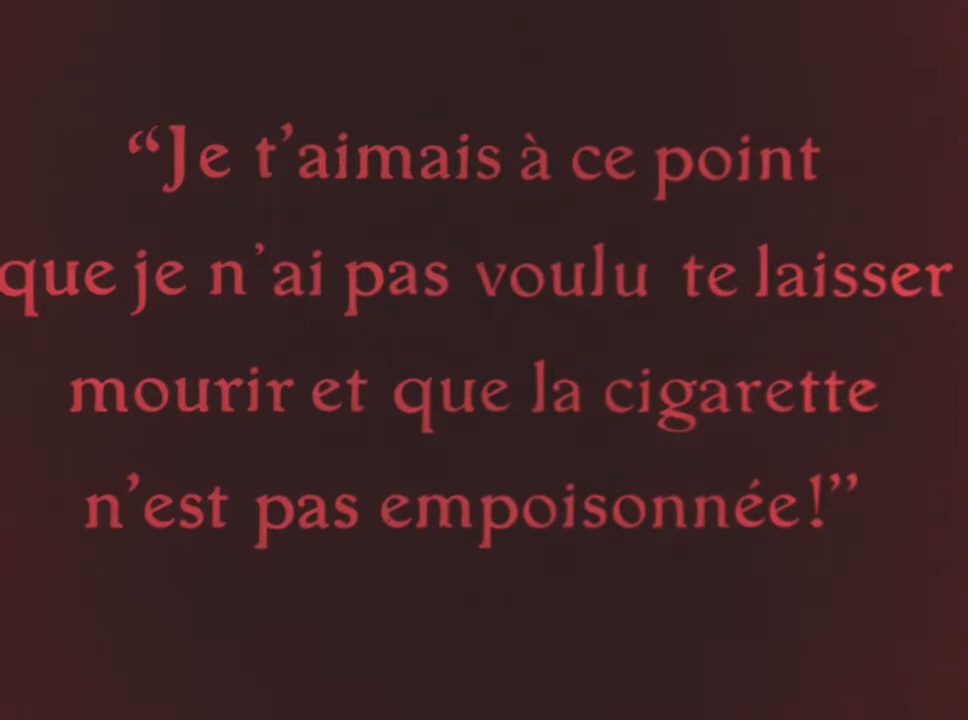 “Je t’aimais à ce point
que je n’ai pas voulu te laisser
mourir et que la cigarette
n’est pas empoisonnée!”